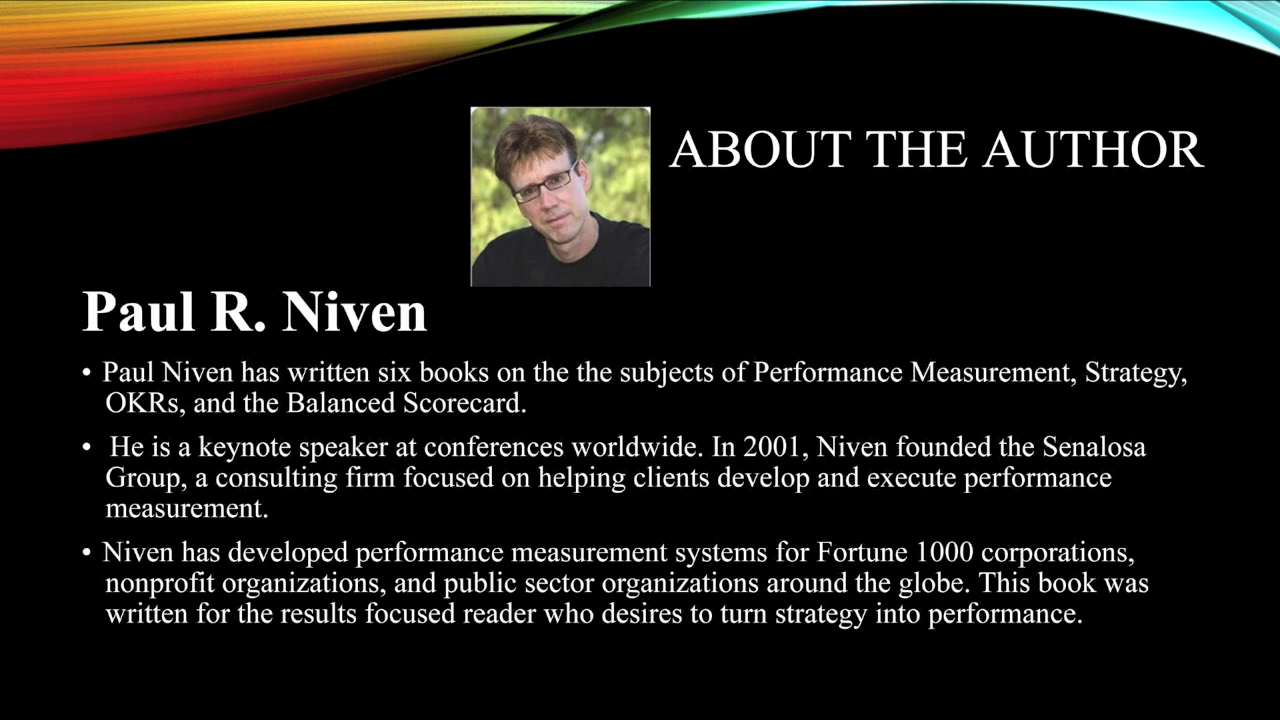 ABOUT THE AUTHOR
Paul R. Niven
• Paul Niven has written six books on the the subjects of Performance Measurement, Strategy,
OKRs, and the Balanced Scorecard.
• He is a keynote speaker at conferences worldwide. In 2001, Niven founded the Senalosa
Group, a consulting firm focused on helping clients develop and execute performance
measurement.
• Niven has developed performance measurement systems for Fortune 1000 corporations,
nonprofit organizations, and public sector organizations around the globe. This book was
written for the results focused reader who desires to turn strategy into performance.